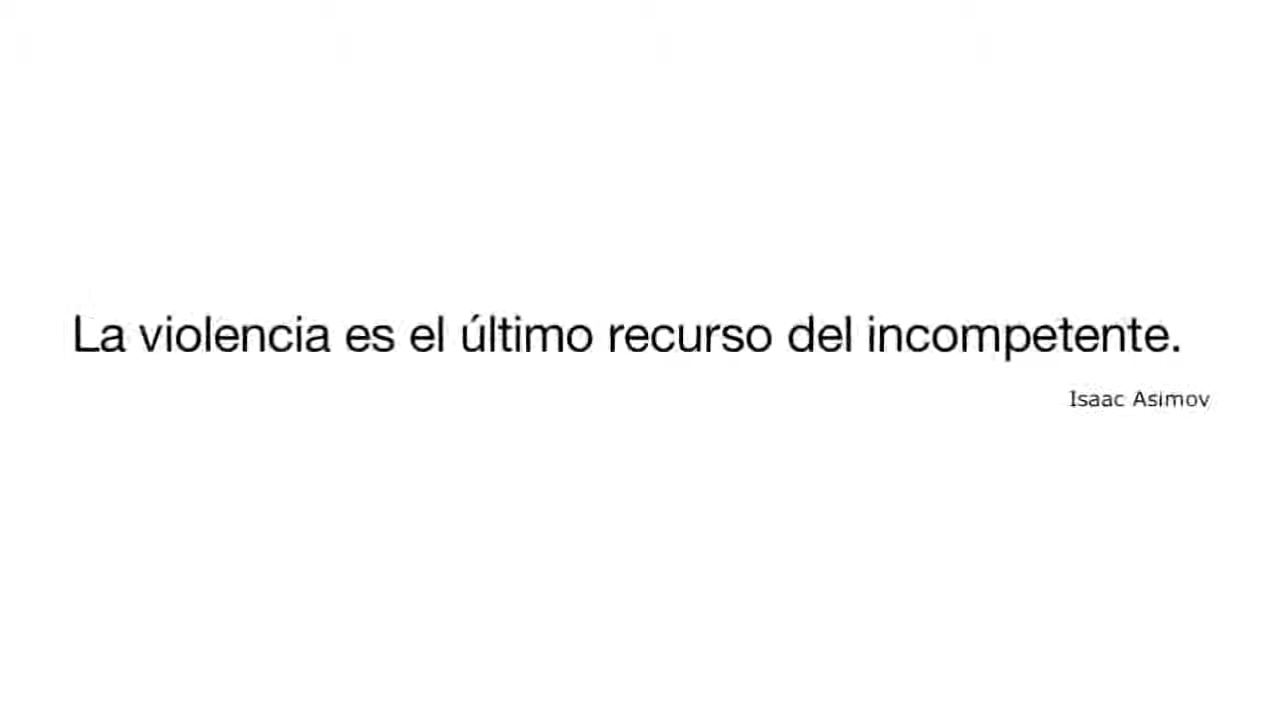 La violencia es el último recurso del incompetente.
Isaac Asimov